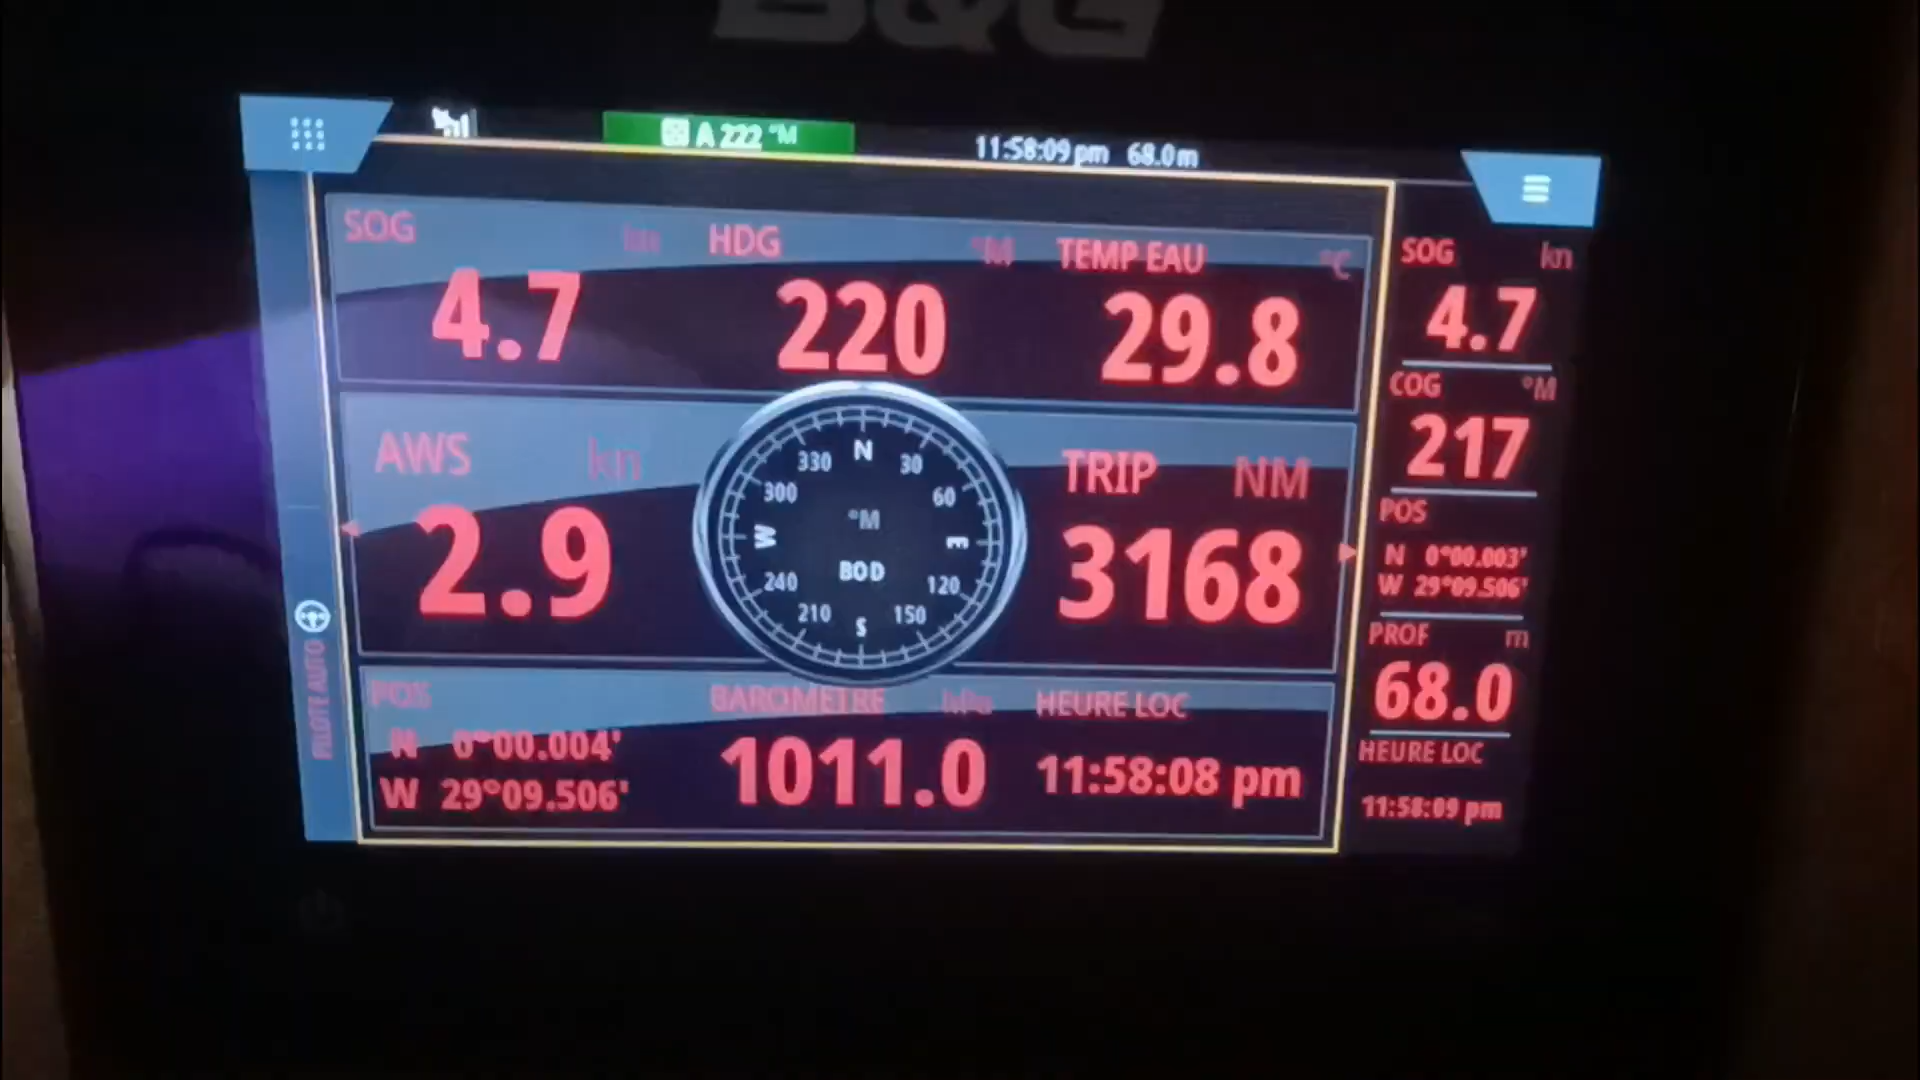 B&G
A 222 °M
11:58:09 pm 68.0 m
SOG kn
4.7
HDG °M
220
TEMP EAU °C
29.8
AWS kn
2.9
N
30
60
E
120
150
S
210
240
W
300
330
°M
BOD
TRIP NM
3168
POS
N 0°00.004'
W 29°09.506'
BAROMETRE hPa
1011.0
HEURE LOC
11:58:08 pm
PILOTE AUTO
SOG kn
4.7
COG °M
217
POS
N 0°00.003'
W 29°09.506'
PROF m
68.0
HEURE LOC
11:58:09 pm